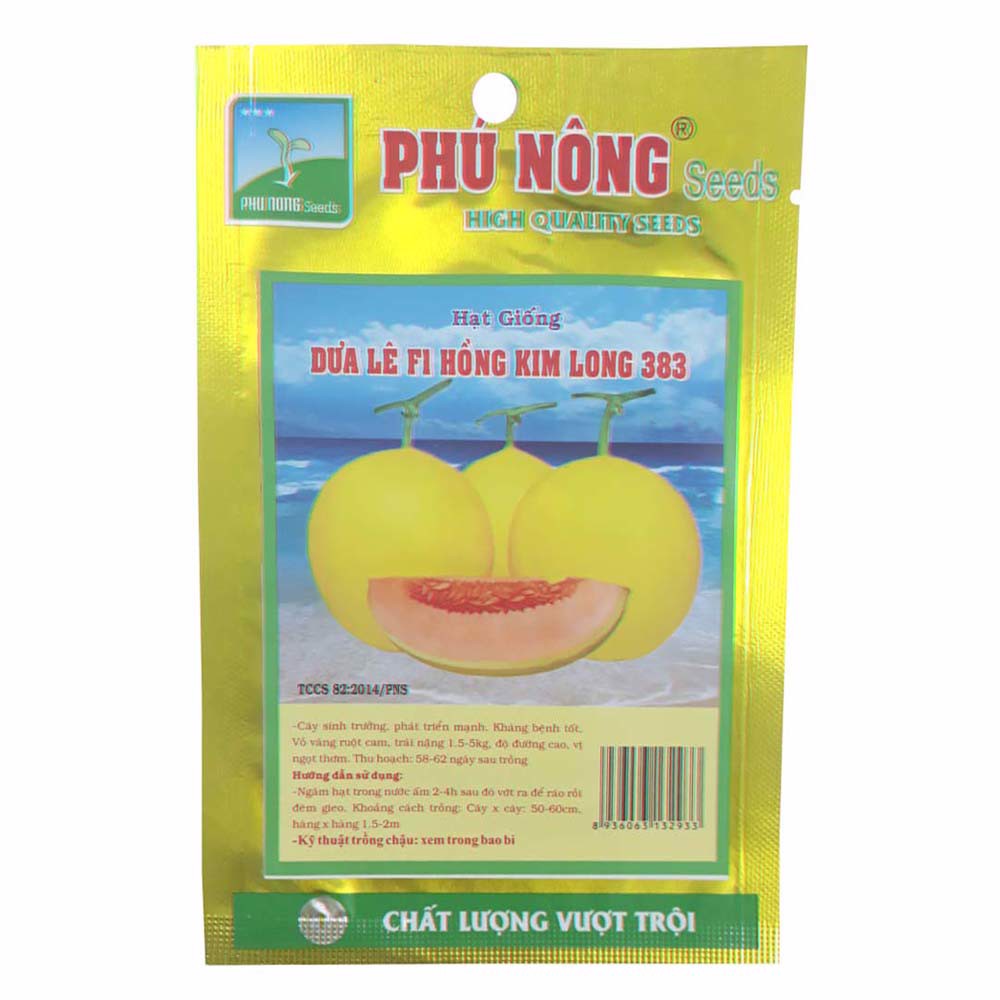 PHU NONG Seeds
PHÚ NÔNG® Seeds
HIGH QUALITY SEEDS
Hạt Giống
DƯA LÊ F1 HỒNG KIM LONG 383
TCCS 82:2014/PNS
-Cây sinh trưởng, phát triển mạnh. Kháng bệnh tốt,
Vỏ vàng ruột cam, trái nặng 1.5-5kg, độ đường cao, vị
ngọt thơm. Thu hoạch: 58-62 ngày sau trồng
Hướng dẫn sử dụng:
-Ngâm hạt trong nước ấm 2-4h sau đó vớt ra để ráo rồi
đem gieo. Khoảng cách trồng: Cây x cây: 50-60cm,
hàng x hàng 1.5-2m
-Kỹ thuật trồng chậu: xem trong bao bì
8 936063 132933
CHẤT LƯỢNG VƯỢT TRỘI